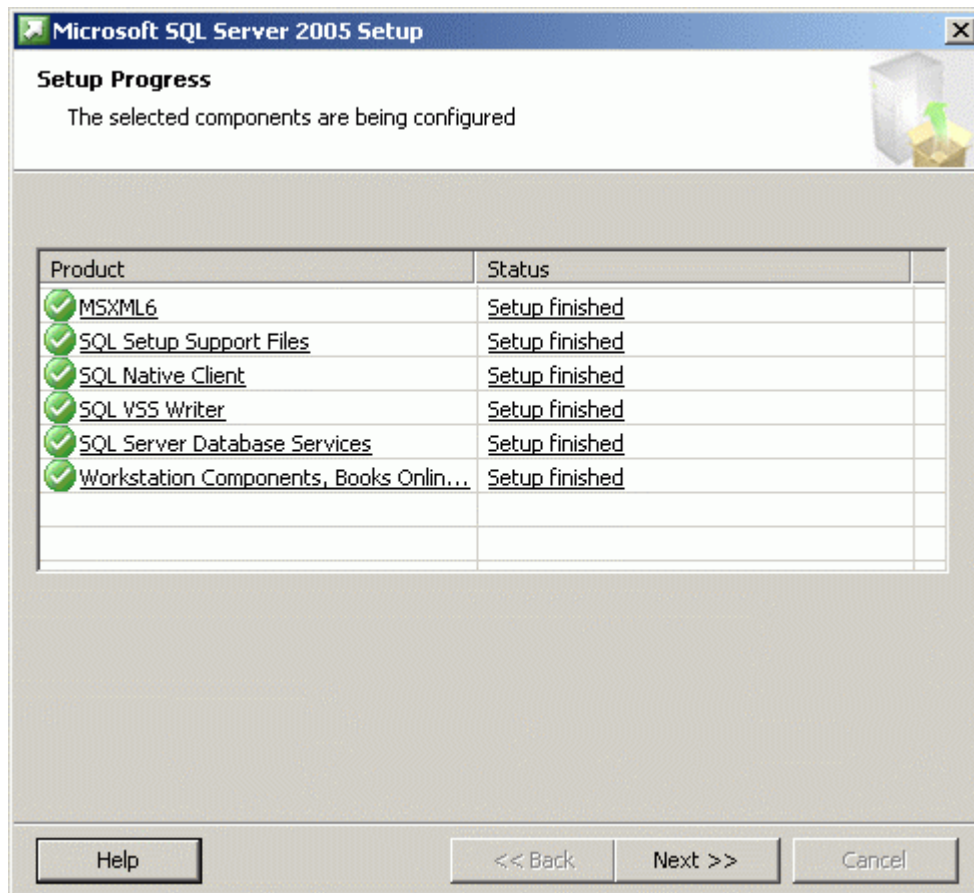 Microsoft SQL Server 2005 Setup
Setup Progress
The selected components are being configured
Product Status
MSXML6 Setup finished
SQL Setup Support Files Setup finished
SQL Native Client Setup finished
SQL VSS Writer Setup finished
SQL Server Database Services Setup finished
Workstation Components, Books Onlin... Setup finished
Help << Back Next >> Cancel